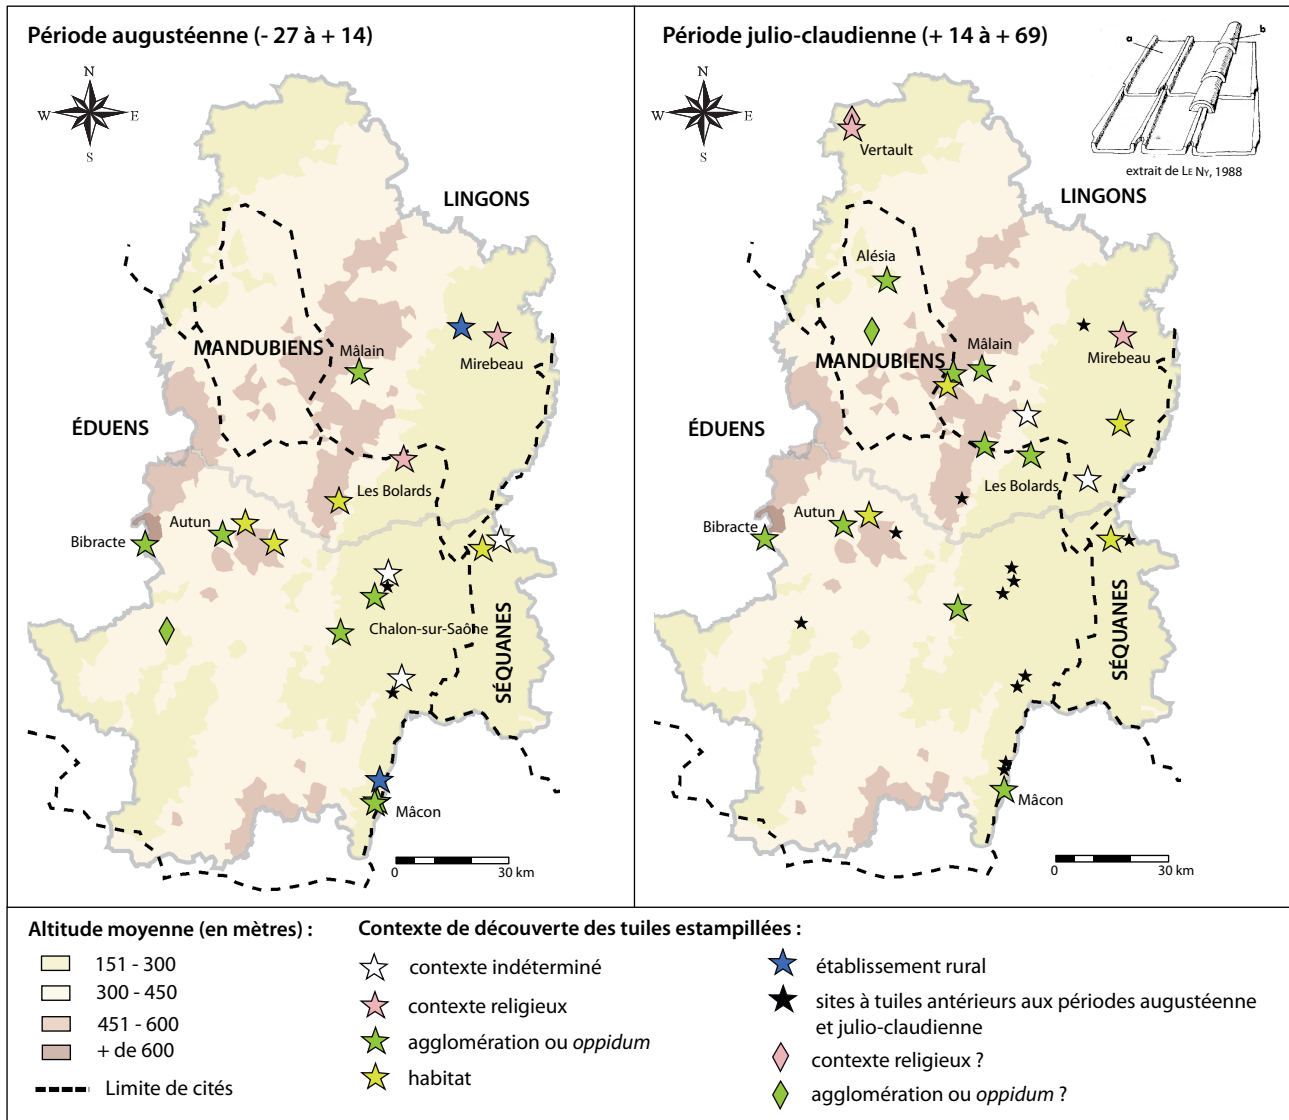 Période augustéenne (- 27 à + 14)
N
W
E
S
LINGONS
MANDUBIENS
Mâlain
Mirebeau
ÉDUENS
Les Bolards
Autun
Bibracte
Chalon-sur-Saône
SÉQUANES
Mâcon
0
30 km
Période julio-claudienne (+ 14 à + 69)
a
b
extrait de LE NY, 1988
N
W
E
S
Vertault
LINGONS
Alésia
MANDUBIENS
Mâlain
Mirebeau
ÉDUENS
Les Bolards
Autun
Bibracte
SÉQUANES
Mâcon
0
30 km
Altitude moyenne (en mètres) :
151 - 300
300 - 450
451 - 600
+ de 600
Limite de cités
Contexte de découverte des tuiles estampillées :
contexte indéterminé
contexte religieux
agglomération ou oppidum
habitat
établissement rural
sites à tuiles antérieurs aux périodes augustéenne
et julio-claudienne
contexte religieux ?
agglomération ou oppidum ?